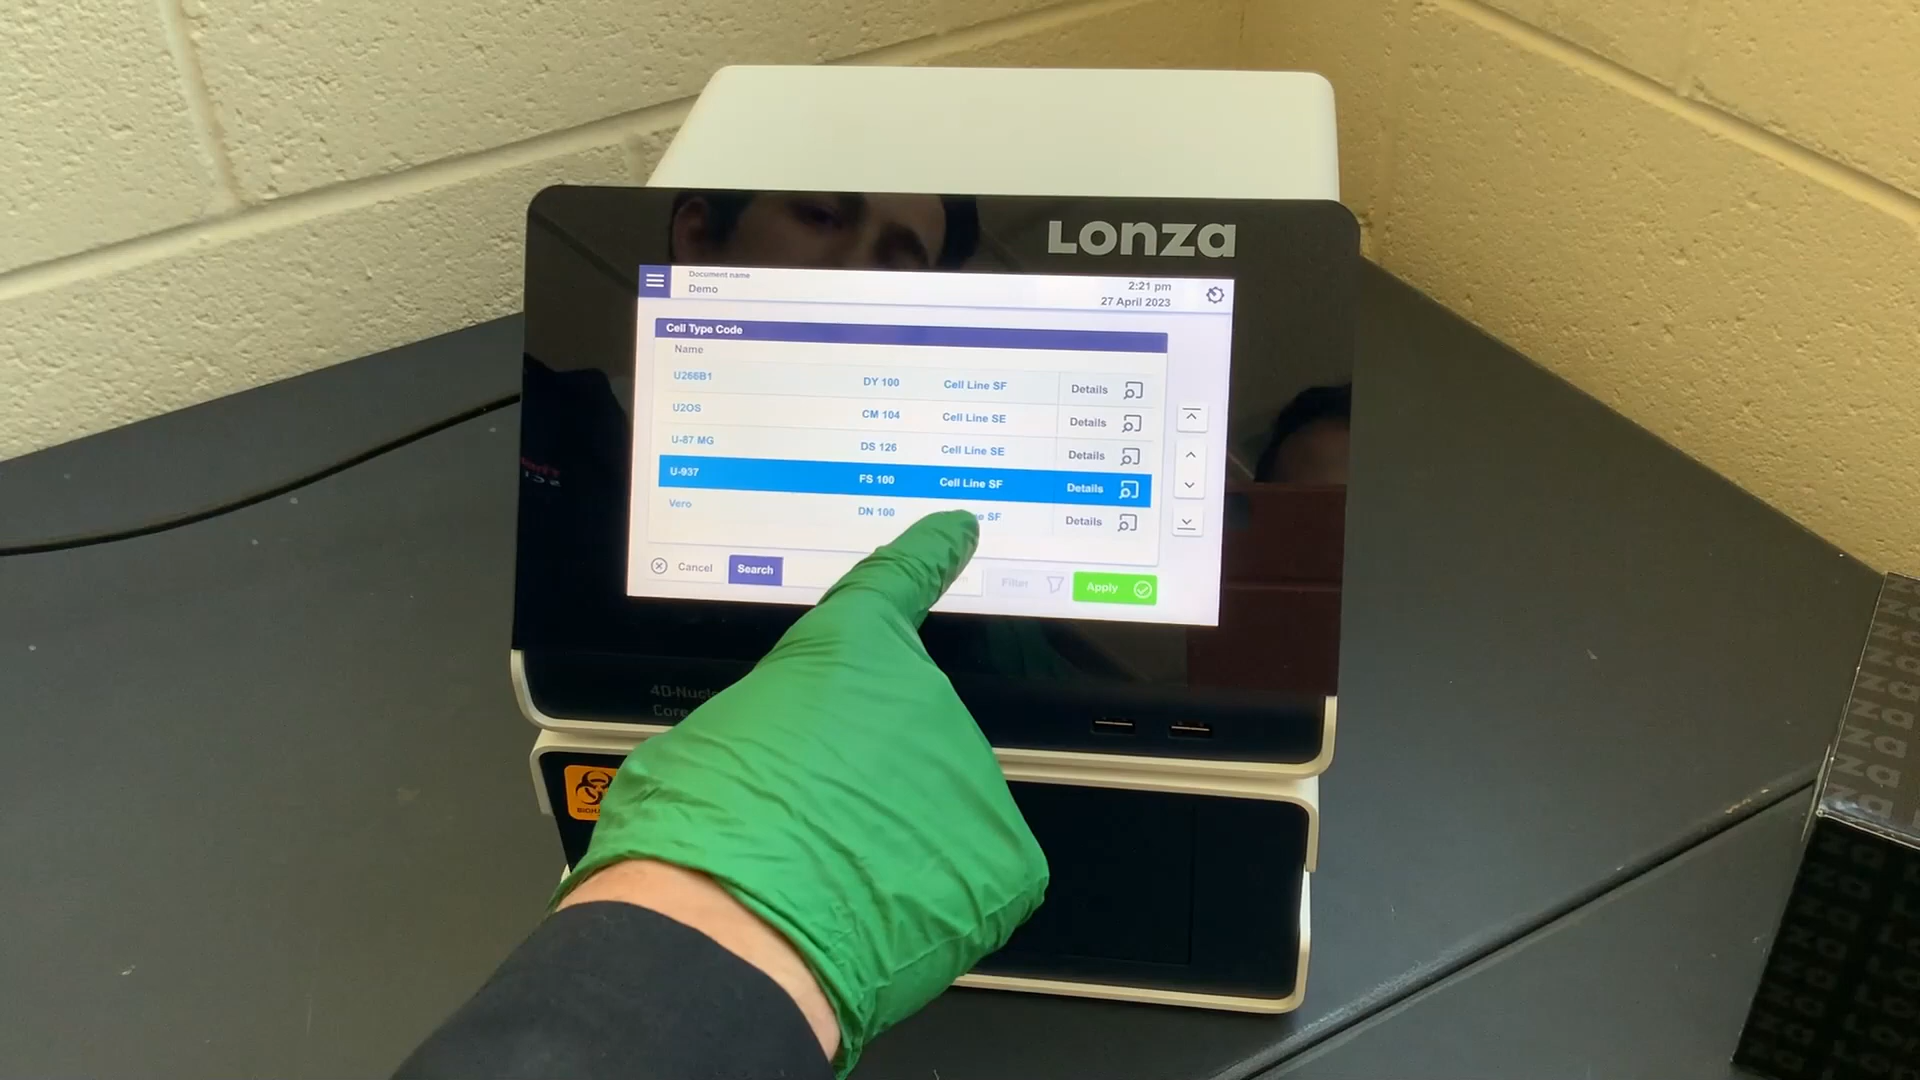 Lonza
Document name
Demo
2:21 pm
27 April 2023
Cell Type Code
Name
U266B1 DY 100 Cell Line SF Details
U2OS CM 104 Cell Line SE Details
U-87 MG DS 126 Cell Line SE Details
U-937 FS 100 Cell Line SF Details
Vero DN 100 SF Details
Cancel Search Filter Apply